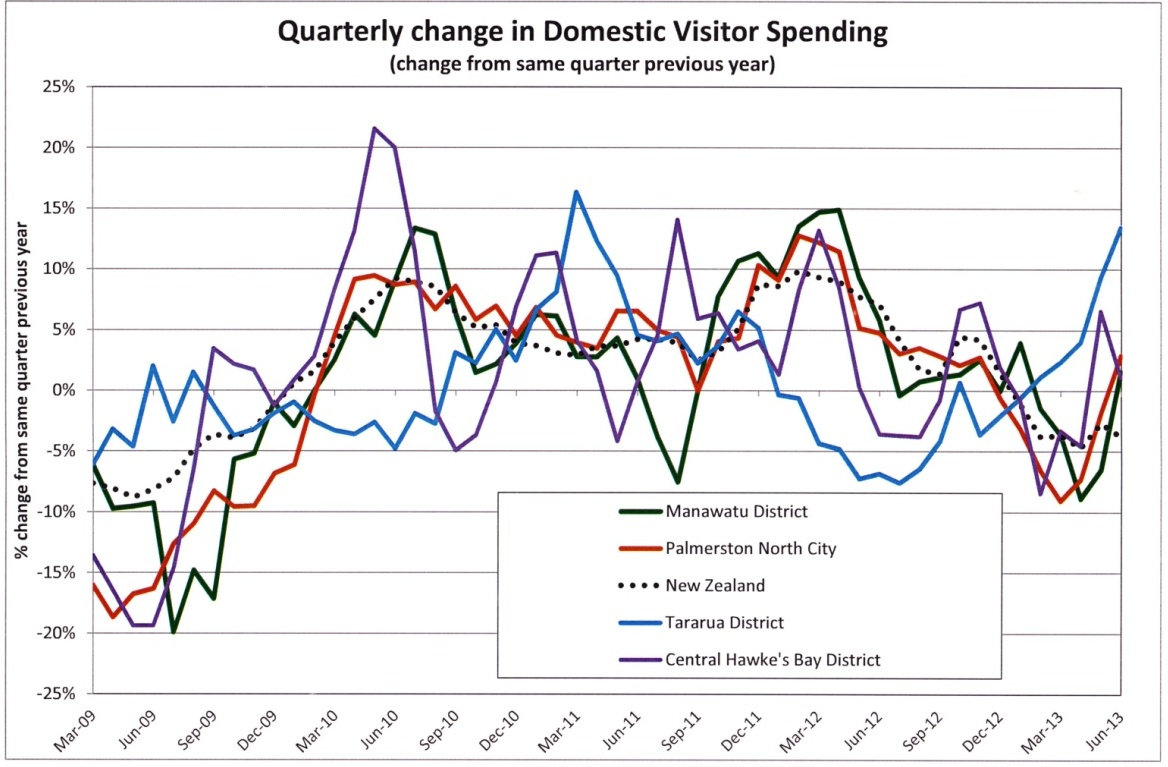 Quarterly change in Domestic Visitor Spending
(change from same quarter previous year)
% change from same quarter previous year
25%
20%
15%
10%
5%
0%
-5%
-10%
-15%
-20%
-25%
Manawatu District
Palmerston North City
New Zealand
Tararua District
Central Hawke's Bay District
Mar-09
Jun-09
Sep-09
Dec-09
Mar-10
Jun-10
Sep-10
Dec-10
Mar-11
Jun-11
Sep-11
Dec-11
Mar-12
Jun-12
Sep-12
Dec-12
Mar-13
Jun-13